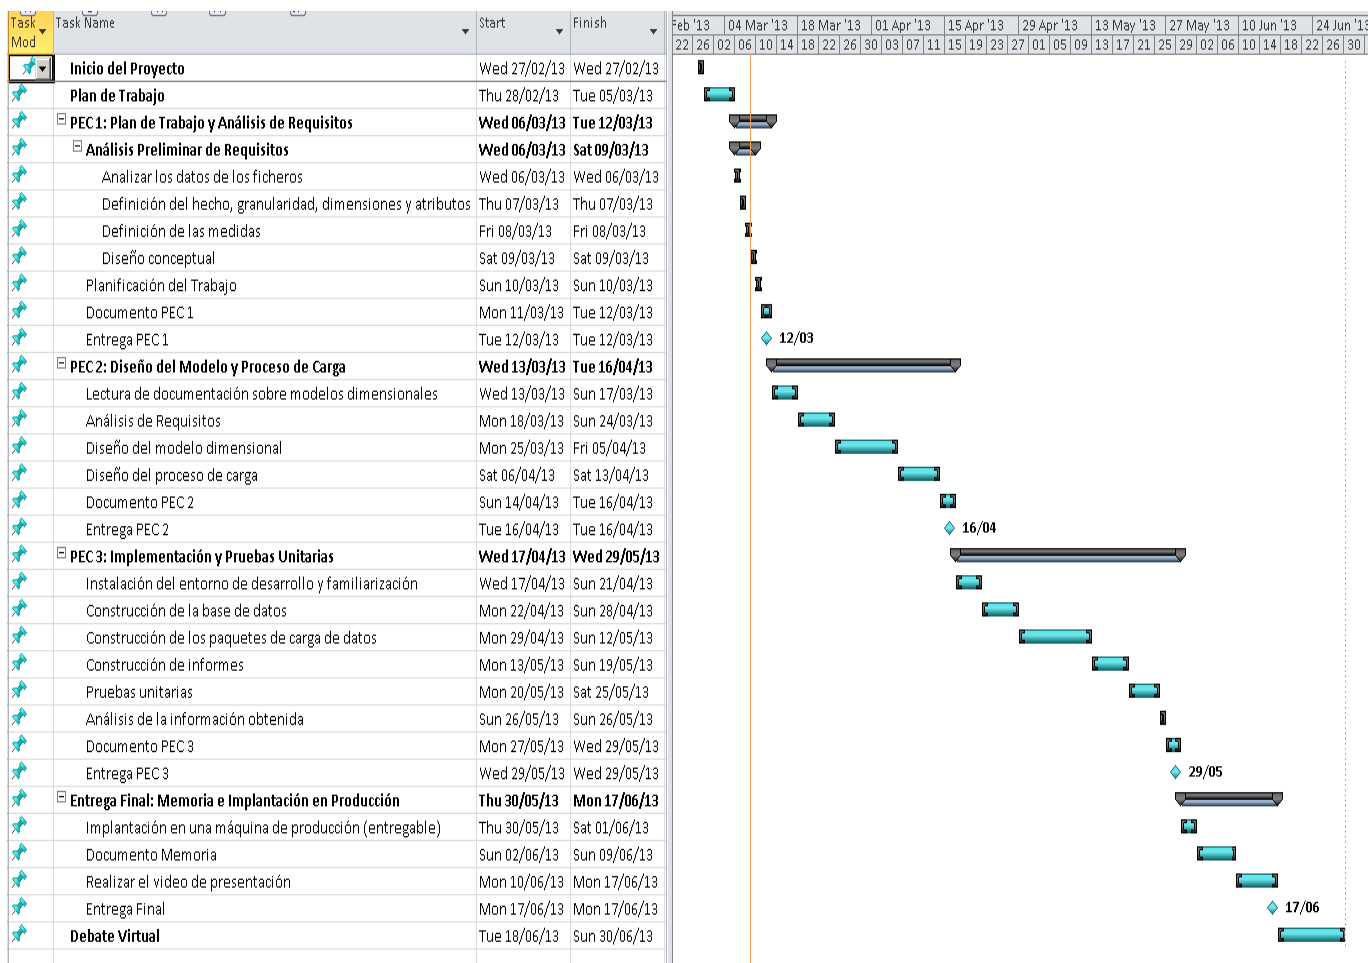 Task Mod Task Name Start Finish Feb '13 04 Mar '13 18 Mar '13 01 Apr '13 15 Apr '13 29 Apr '13 13 May '13 27 May '13 10 Jun '13 24 Jun '13
22 26 02 06 10 14 18 22 26 30 03 07 11 15 19 23 27 01 05 09 13 17 21 25 29 02 06 10 14 18 22 26 30
Inicio del Proyecto Wed 27/02/13 Wed 27/02/13
Plan de Trabajo Thu 28/02/13 Tue 05/03/13
PEC 1: Plan de Trabajo y Análisis de Requisitos Wed 06/03/13 Tue 12/03/13
Análisis Preliminar de Requisitos Wed 06/03/13 Sat 09/03/13
Analizar los datos de los ficheros Wed 06/03/13 Wed 06/03/13
Definición del hecho, granularidad, dimensiones y atributos Thu 07/03/13 Thu 07/03/13
Definición de las medidas Fri 08/03/13 Fri 08/03/13
Diseño conceptual Sat 09/03/13 Sat 09/03/13
Planificación del Trabajo Sun 10/03/13 Sun 10/03/13
Documento PEC 1 Mon 11/03/13 Tue 12/03/13
Entrega PEC 1 Tue 12/03/13 Tue 12/03/13 12/03
PEC 2: Diseño del Modelo y Proceso de Carga Wed 13/03/13 Tue 16/04/13
Lectura de documentación sobre modelos dimensionales Wed 13/03/13 Sun 17/03/13
Análisis de Requisitos Mon 18/03/13 Sun 24/03/13
Diseño del modelo dimensional Mon 25/03/13 Fri 05/04/13
Diseño del proceso de carga Sat 06/04/13 Sat 13/04/13
Documento PEC 2 Sun 14/04/13 Tue 16/04/13
Entrega PEC 2 Tue 16/04/13 Tue 16/04/13 16/04
PEC 3: Implementación y Pruebas Unitarias Wed 17/04/13 Wed 29/05/13
Instalación del entorno de desarrollo y familiarización Wed 17/04/13 Sun 21/04/13
Construcción de la base de datos Mon 22/04/13 Sun 28/04/13
Construcción de los paquetes de carga de datos Mon 29/04/13 Sun 12/05/13
Construcción de informes Mon 13/05/13 Sun 19/05/13
Pruebas unitarias Mon 20/05/13 Sat 25/05/13
Análisis de la información obtenida Sun 26/05/13 Sun 26/05/13
Documento PEC 3 Mon 27/05/13 Wed 29/05/13
Entrega PEC 3 Wed 29/05/13 Wed 29/05/13 29/05
Entrega Final: Memoria e Implantación en Producción Thu 30/05/13 Mon 17/06/13
Implantación en una máquina de producción (entregable) Thu 30/05/13 Sat 01/06/13
Documento Memoria Sun 02/06/13 Sun 09/06/13
Realizar el video de presentación Mon 10/06/13 Mon 17/06/13
Entrega Final Mon 17/06/13 Mon 17/06/13 17/06
Debate Virtual Tue 18/06/13 Sun 30/06/13